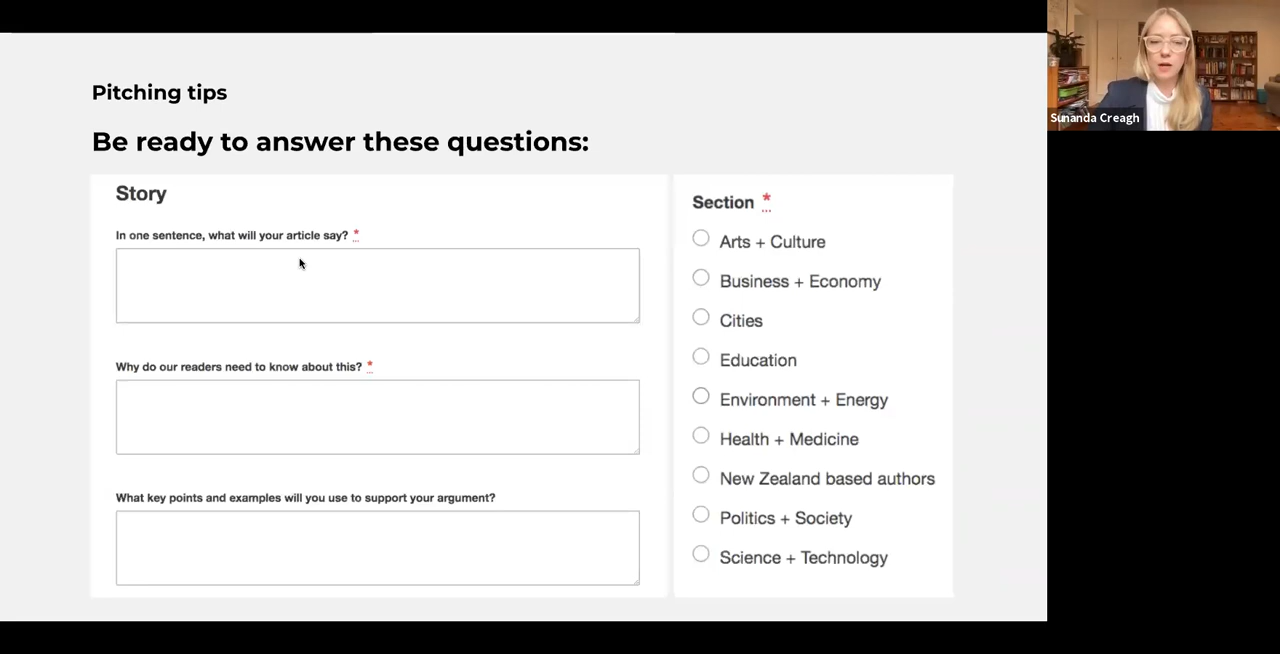 Pitching tips
Be ready to answer these questions:
Story
In one sentence, what will your article say? *
Why do our readers need to know about this? *
What key points and examples will you use to support your argument?
Section *
Arts + Culture
Business + Economy
Cities
Education
Environment + Energy
Health + Medicine
New Zealand based authors
Politics + Society
Science + Technology
Sunanda Creagh